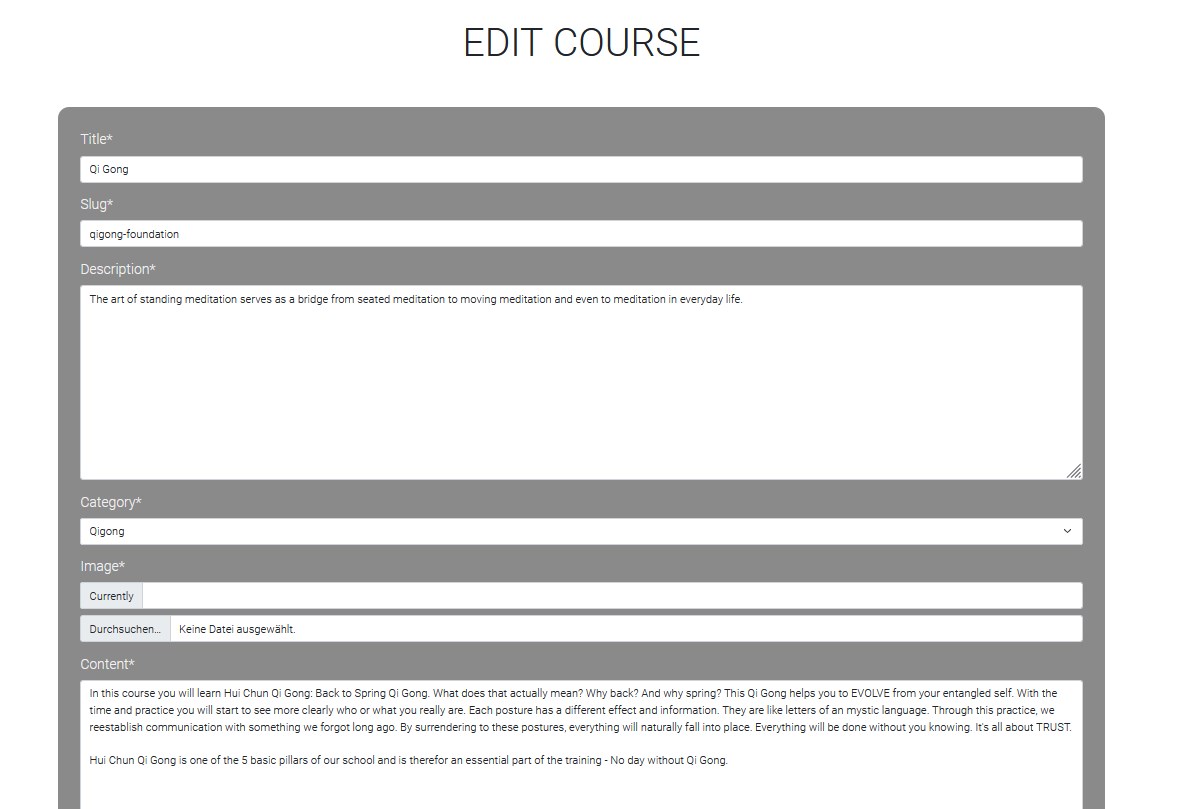 EDIT COURSE
Title*
Qi Gong
Slug*
qigong-foundation
Description*
The art of standing meditation serves as a bridge from seated meditation to moving meditation and even to meditation in everyday life.
Category*
Qigong
Image*
Currently
Durchsuchen... Keine Datei ausgewählt.
Content*
In this course you will learn Hui Chun Qi Gong: Back to Spring Qi Gong. What does that actually mean? Why back? And why spring? This Qi Gong helps you to EVOLVE from your entangled self. With the
time and practice you will start to see more clearly who or what you really are. Each posture has a different effect and information. They are like letters of an mystic language. Through this practice, we
reestablish communication with something we forgot long ago. By surrendering to these postures, everything will naturally fall into place. Everything will be done without you knowing. It's all about TRUST.
Hui Chun Qi Gong is one of the 5 basic pillars of our school and is therefor an essential part of the training - No day without Qi Gong.